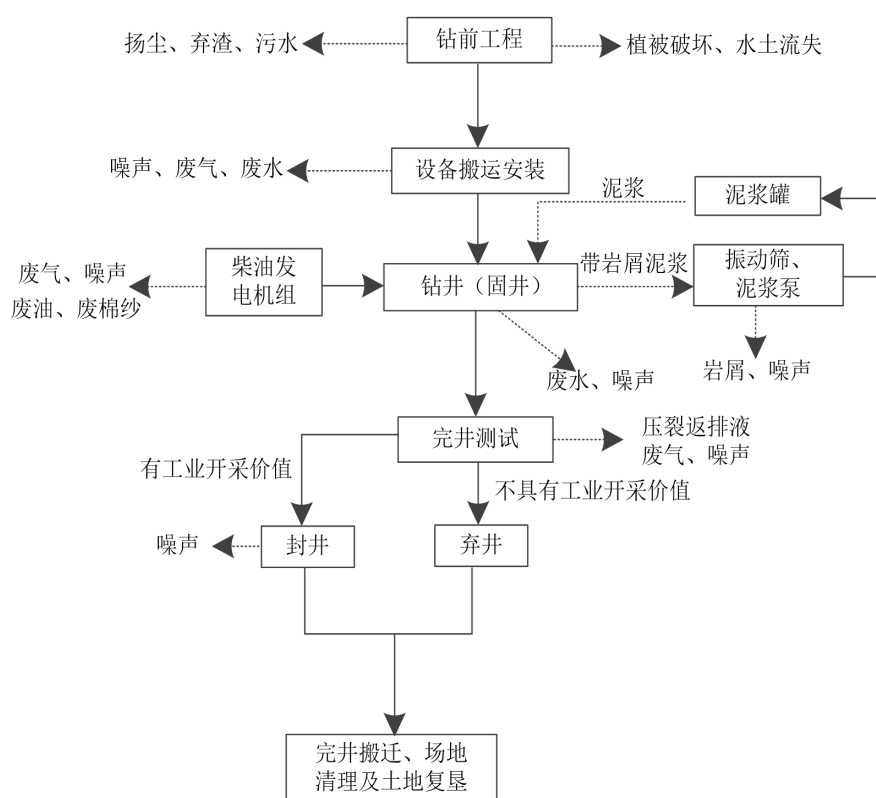 扬尘、弃渣、污水
钻前工程
植被破坏、水土流失
噪声、废气、废水
设备搬运安装
泥浆
泥浆罐
废气、噪声
废油、废棉纱
柴油发
电机组
钻井（固井）
带岩屑泥浆
振动筛、
泥浆泵
废水、噪声
岩屑、噪声
完井测试
压裂返排液
废气、噪声
有工业开采价值
不具有工业开采价值
噪声
封井
弃井
完井搬迁、场地
清理及土地复垦